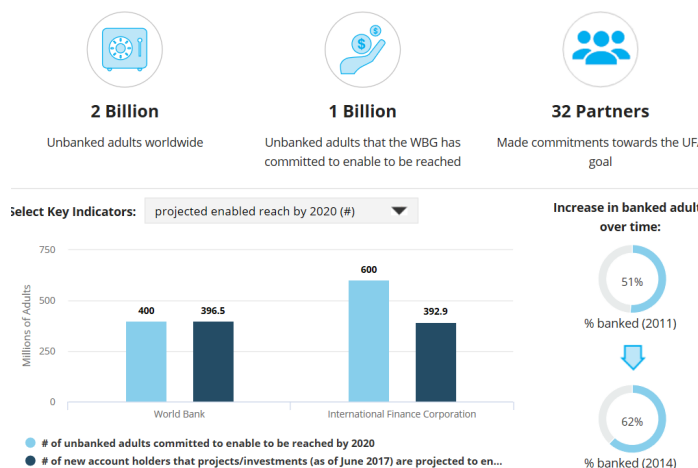 2 Billion
Unbanked adults worldwide
1 Billion
Unbanked adults that the WBG has
committed to enable to be reached
32 Partners
Made commitments towards the UF
goal
Select Key Indicators:
projected enabled reach by 2020 (#)
Millions of Adults
750
500
250
0
400
396.5
600
392.9
World Bank
International Finance Corporation
# of unbanked adults committed to enable to be reached by 2020
# of new account holders that projects/investments (as of June 2017) are projected to en...
Increase in banked adul
over time:
51%
% banked (2011)
62%
% banked (2014)